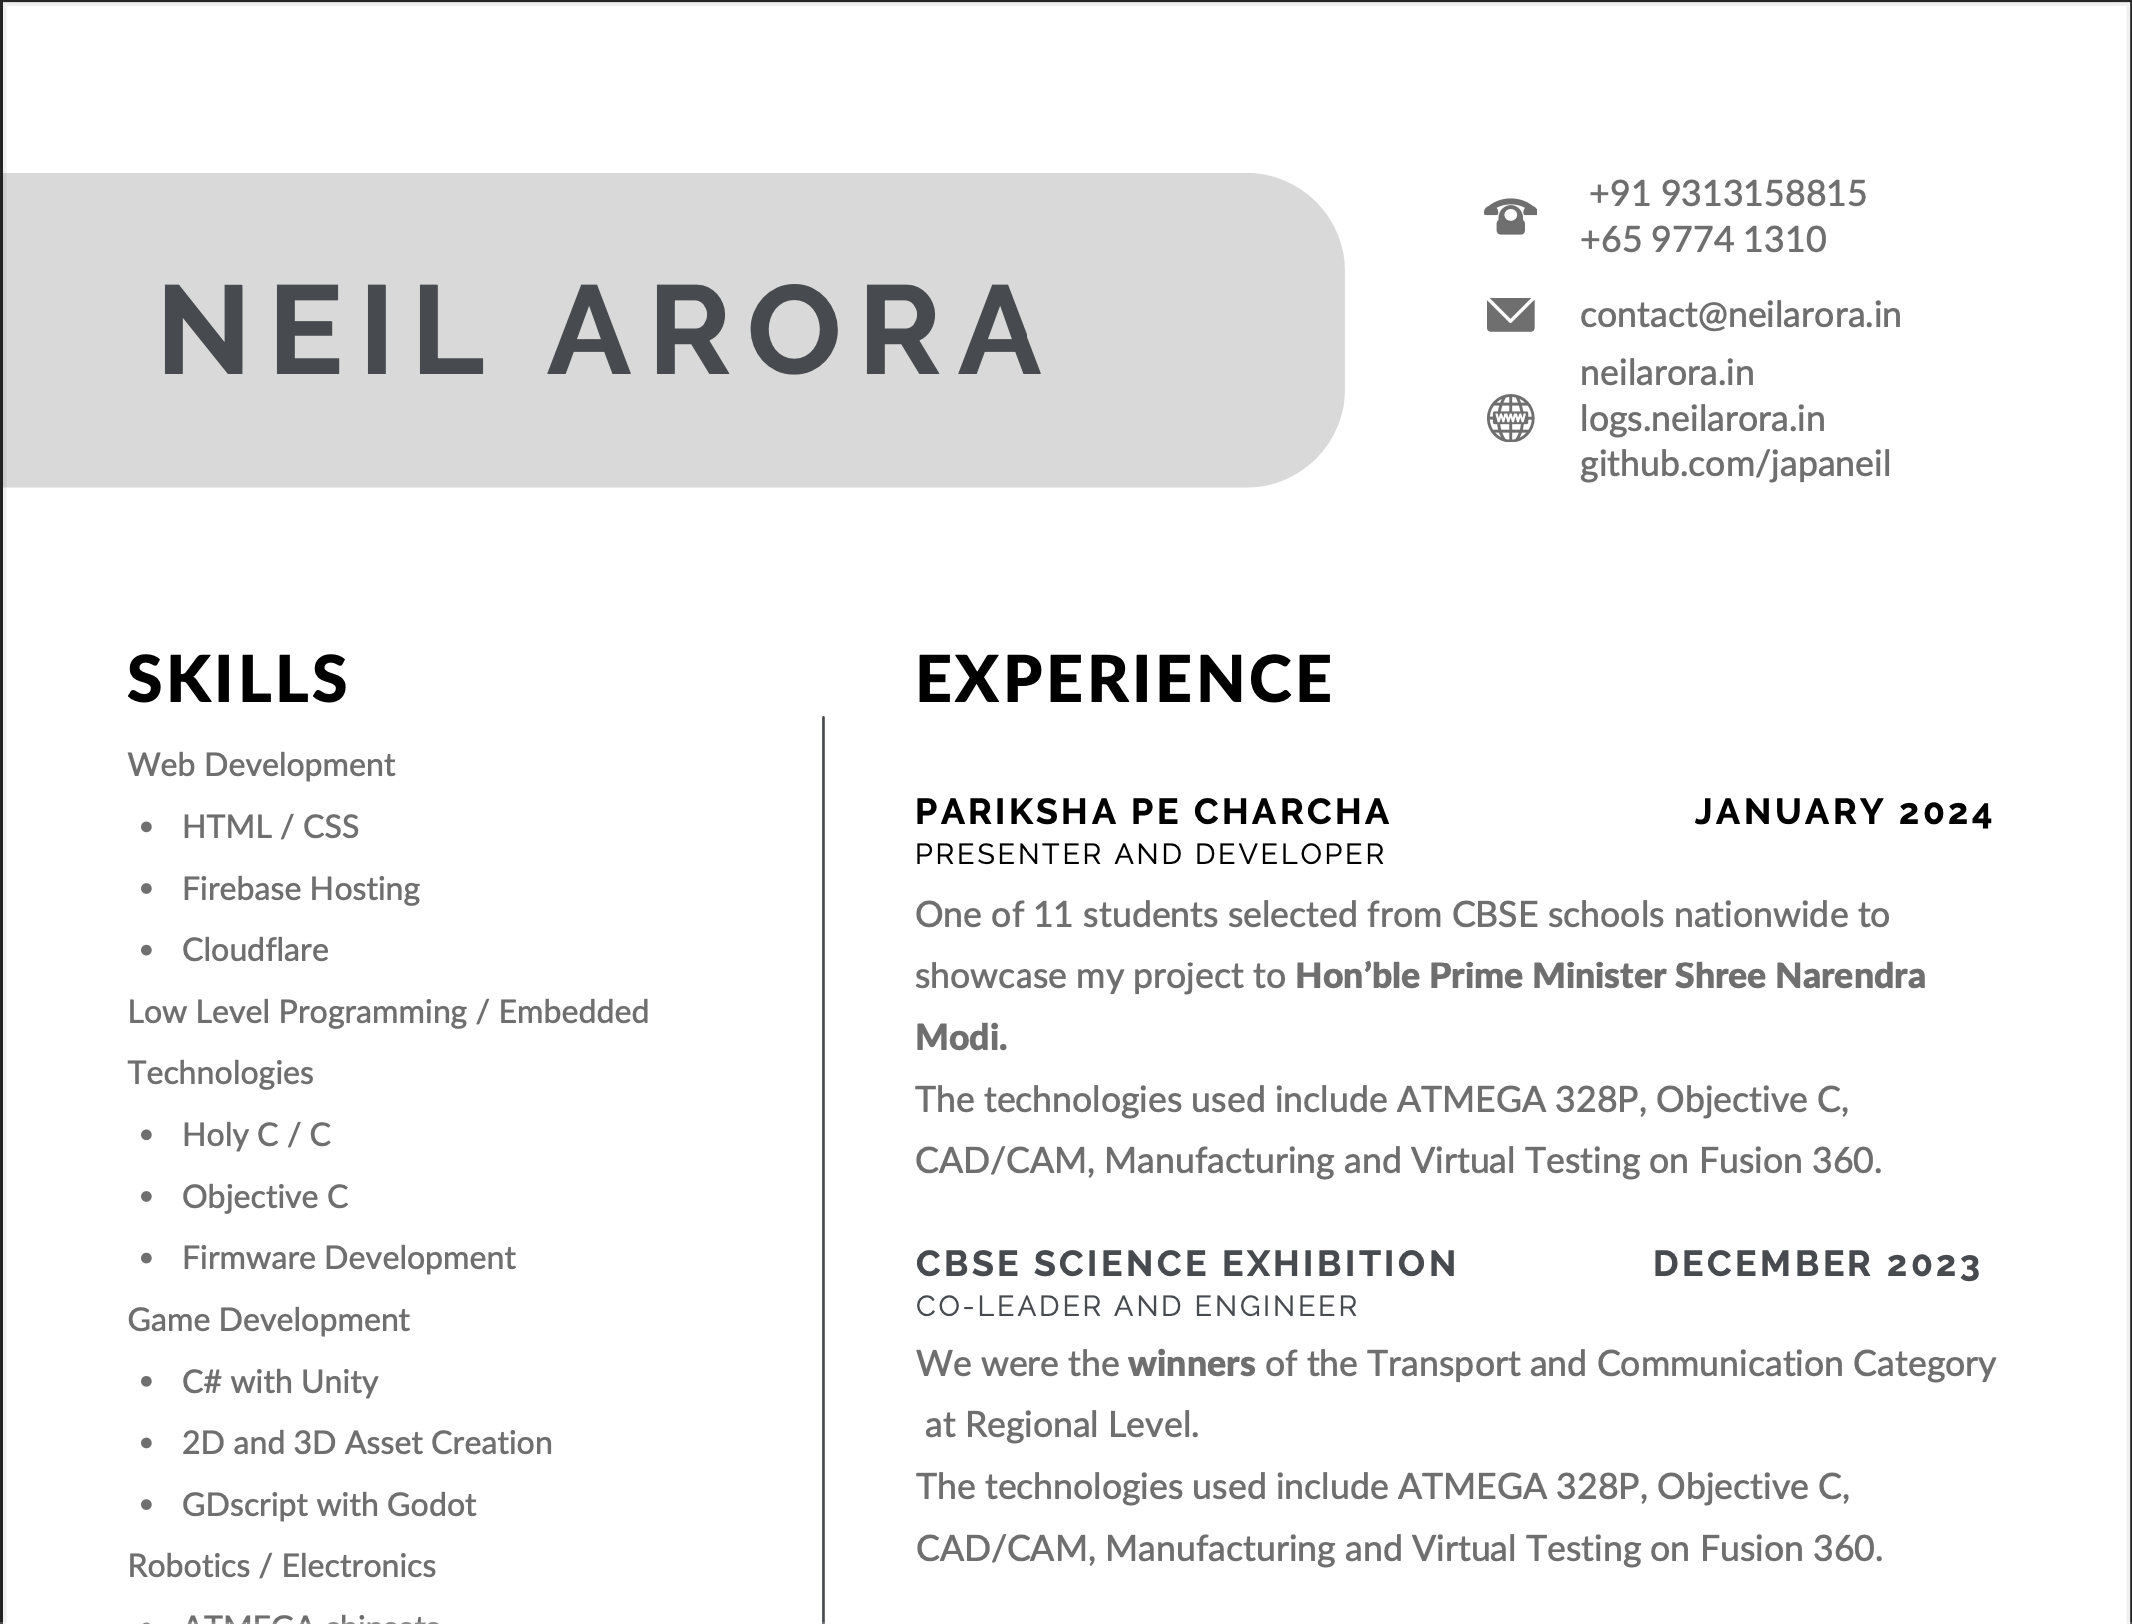 NEIL ARORA
+91 9313158815
+65 9774 1310
contact@neilarora.in
neilarora.in
logs.neilarora.in
github.com/japaneil
SKILLS
Web Development
• HTML / CSS
• Firebase Hosting
• Cloudflare
Low Level Programming / Embedded
Technologies
• Holy C / C
• Objective C
• Firmware Development
Game Development
• C# with Unity
• 2D and 3D Asset Creation
• GDscript with Godot
Robotics / Electronics
• ATMEGA chipsets
EXPERIENCE
PARIKSHA PE CHARCHA JANUARY 2024
PRESENTER AND DEVELOPER
One of 11 students selected from CBSE schools nationwide to
showcase my project to Hon’ble Prime Minister Shree Narendra
Modi.
The technologies used include ATMEGA 328P, Objective C,
CAD/CAM, Manufacturing and Virtual Testing on Fusion 360.
CBSE SCIENCE EXHIBITION DECEMBER 2023
CO-LEADER AND ENGINEER
We were the winners of the Transport and Communication Category
at Regional Level.
The technologies used include ATMEGA 328P, Objective C,
CAD/CAM, Manufacturing and Virtual Testing on Fusion 360.